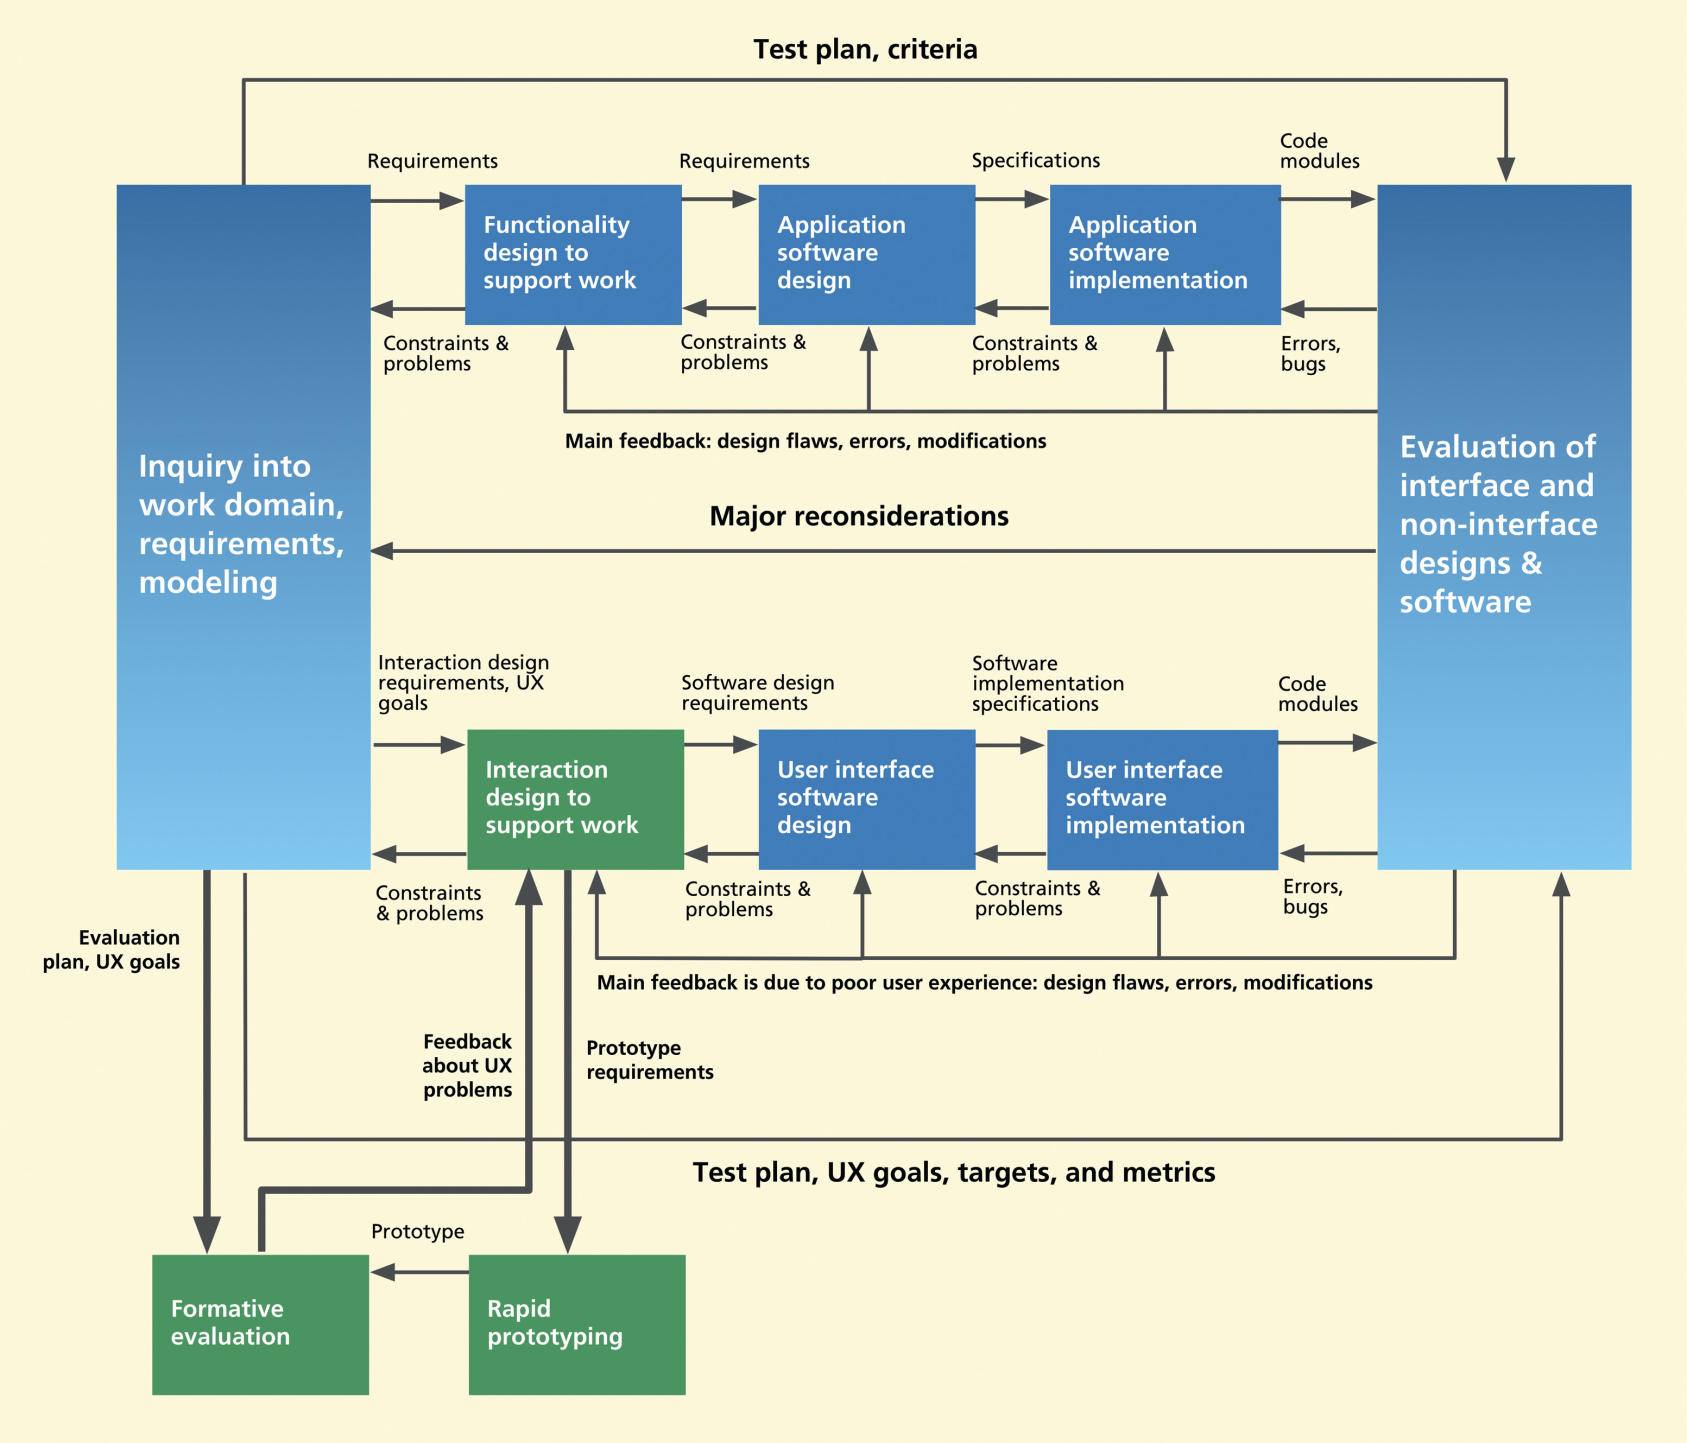 Test plan, criteria
Requirements
Requirements
Specifications
Code
modules
Functionality
design to
support work
Application
software
design
Application
software
implementation
Constraints &
problems
Constraints &
problems
Constraints &
problems
Errors,
bugs
Main feedback: design flaws, errors, modifications
Inquiry into
work domain,
requirements,
modeling
Evaluation of
interface and
non-interface
designs &
software
Major reconsiderations
Interaction design
requirements, UX
goals
Software design
requirements
Software
implementation
specifications
Code
modules
Interaction
design to
support work
User interface
software
design
User interface
software
implementation
Constraints
& problems
Constraints &
problems
Constraints &
problems
Errors,
bugs
Evaluation
plan, UX goals
Main feedback is due to poor user experience: design flaws, errors, modifications
Feedback
about UX
problems
Prototype
requirements
Test plan, UX goals, targets, and metrics
Prototype
Formative
evaluation
Rapid
prototyping